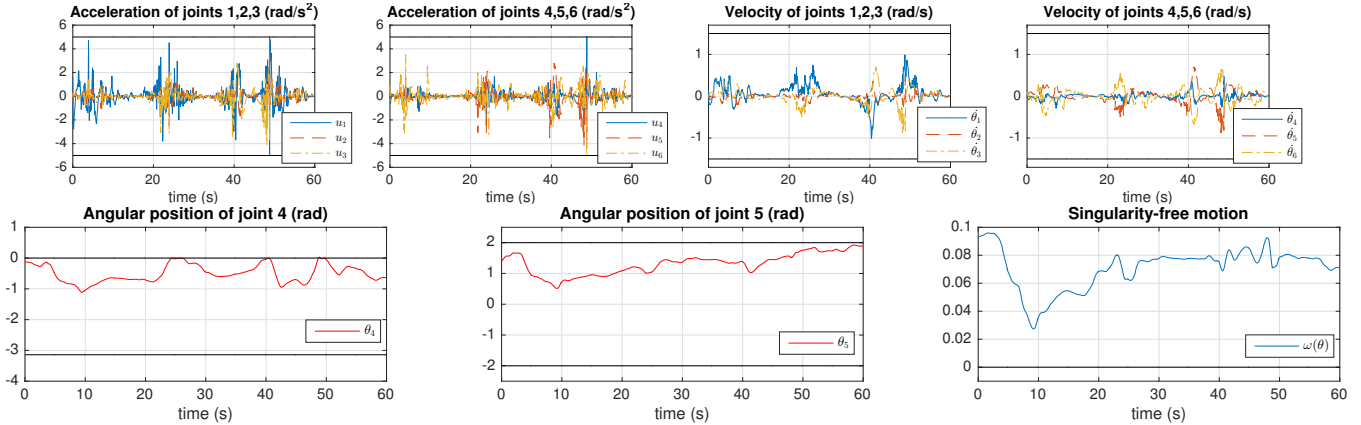 Acceleration of joints 1,2,3 (rad/s²)
6
4
2
0
-2
-4
-6
0 20 40 60
time (s)
u₁
u₂
u₃
Acceleration of joints 4,5,6 (rad/s²)
6
4
2
0
-2
-4
-6
0 20 40 60
time (s)
u₄
u₅
u₆
Velocity of joints 1,2,3 (rad/s)
1
0
-1
0 20 40 60
time (s)
θ̇₁
θ̇₂
θ̇₃
Velocity of joints 4,5,6 (rad/s)
1
0
-1
0 20 40 60
time (s)
θ̇₄
θ̇₅
θ̇₆
Angular position of joint 4 (rad)
1
0
-1
-2
-3
-4
0 10 20 30 40 50 60
time (s)
θ₄
Angular position of joint 5 (rad)
2
1
0
-1
-2
0 10 20 30 40 50 60
time (s)
θ₅
Singularity-free motion
0.1
0.08
0.06
0.04
0.02
0
0 10 20 30 40 50 60
time (s)
ω(θ)